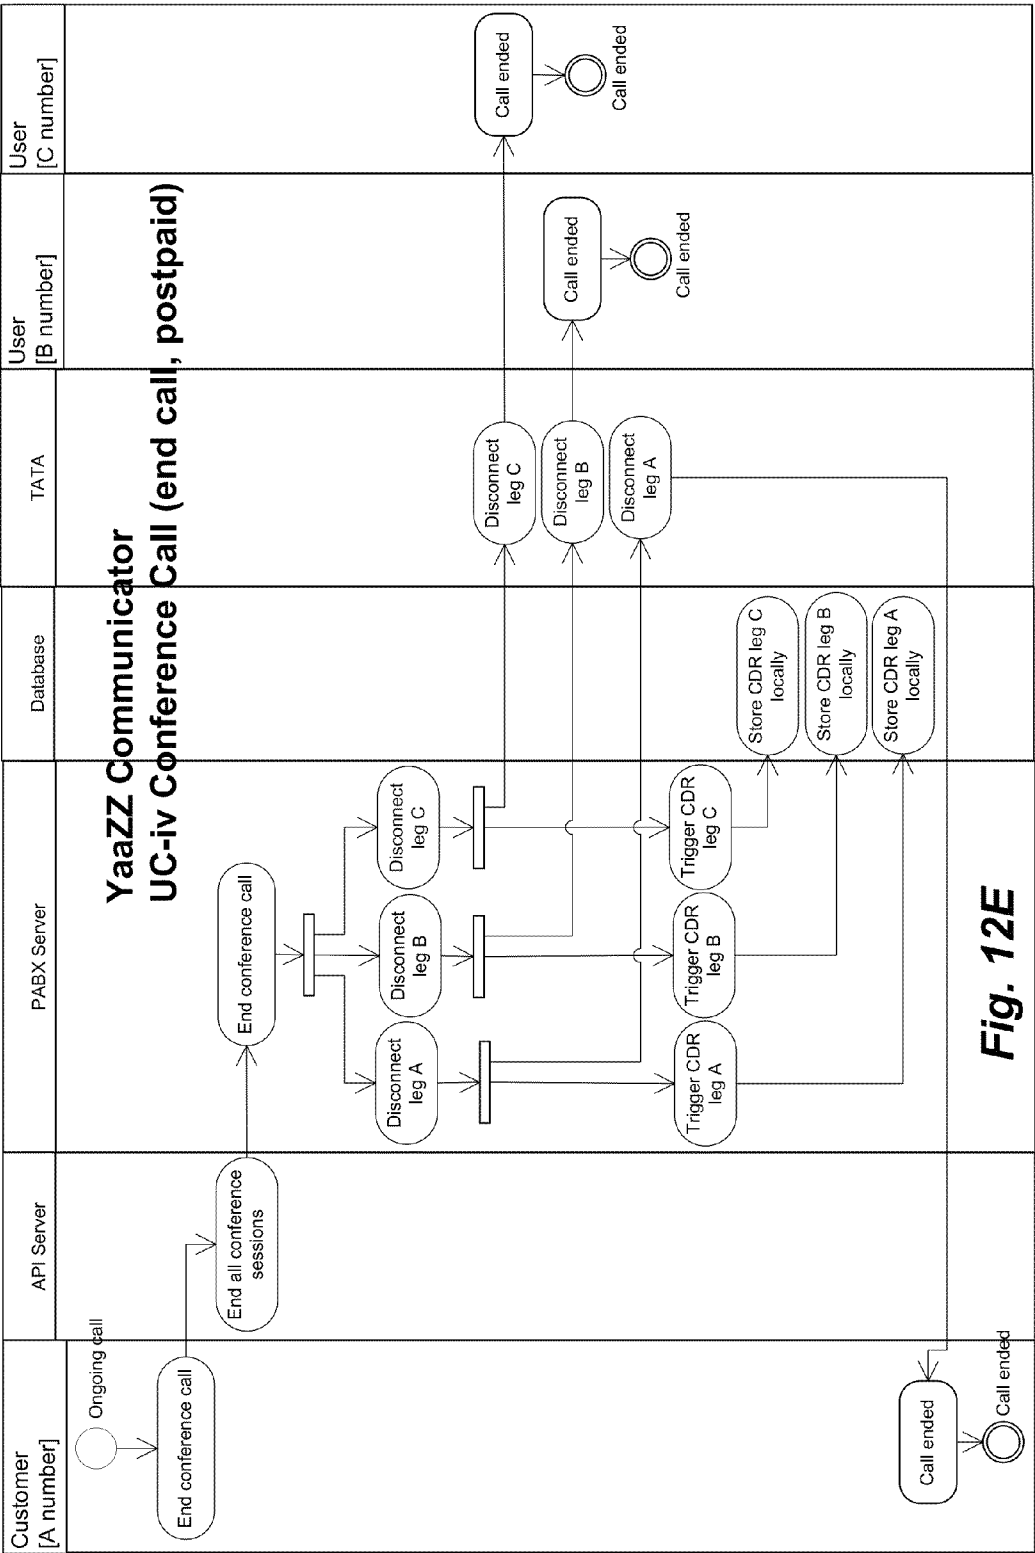 YaaZZ Communicator
UC-iv Conference Call (end call, postpaid)
Customer
[A number]
API Server
PABX Server
Database
TATA
User
[B number]
User
[C number]
Ongoing call
End conference call
End all conference
sessions
End conference call
Disconnect
leg A
Disconnect
leg B
Disconnect
leg C
Disconnect
leg C
Disconnect
leg B
Disconnect
leg A
Call ended
Call ended
Call ended
Call ended
Trigger CDR
leg A
Trigger CDR
leg B
Trigger CDR
leg C
Store CDR leg C
locally
Store CDR leg B
locally
Store CDR leg A
locally
Call ended
Call ended
Fig. 12E